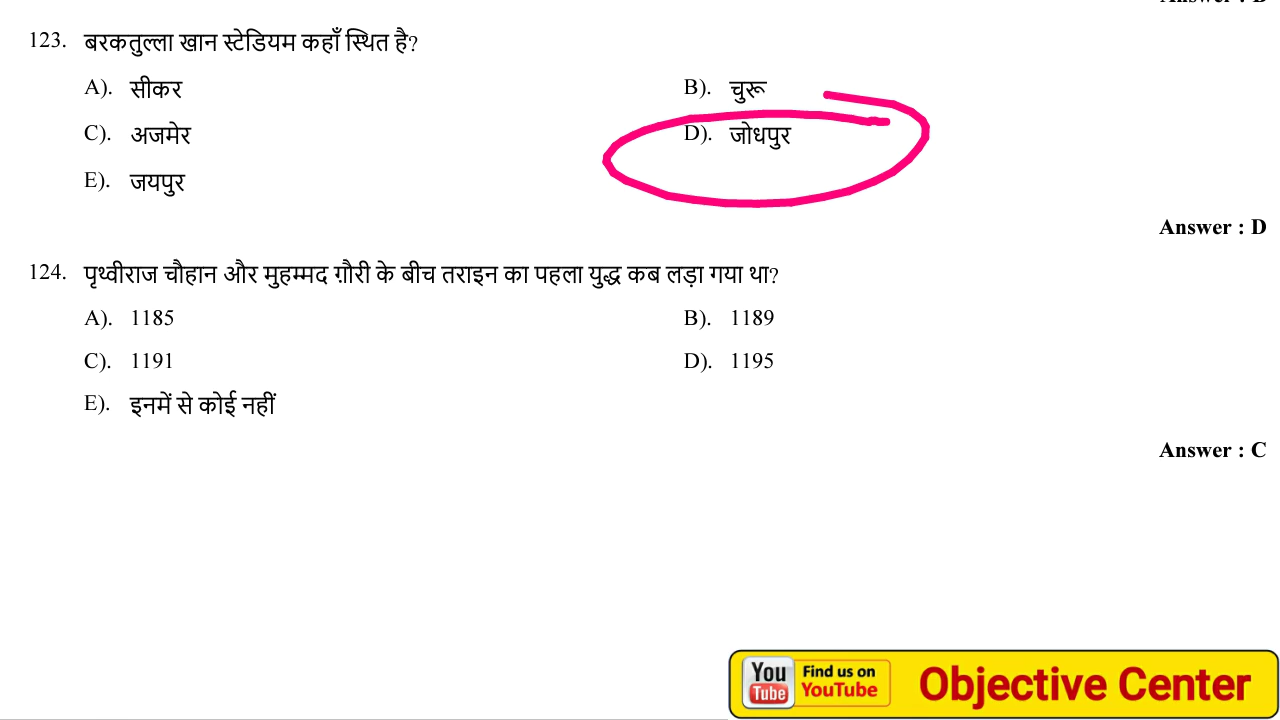 123. बरकतुल्ला खान स्टेडियम कहाँ स्थित है?
A). सीकर B). चुरू
C). अजमेर D). जोधपुर
E). जयपुर
Answer : D
124. पृथ्वीराज चौहान और मुहम्मद ग़ौरी के बीच तराइन का पहला युद्ध कब लड़ा गया था?
A). 1185 B). 1189
C). 1191 D). 1195
E). इनमें से कोई नहीं
Answer : C
You Tube Find us on YouTube Objective Center